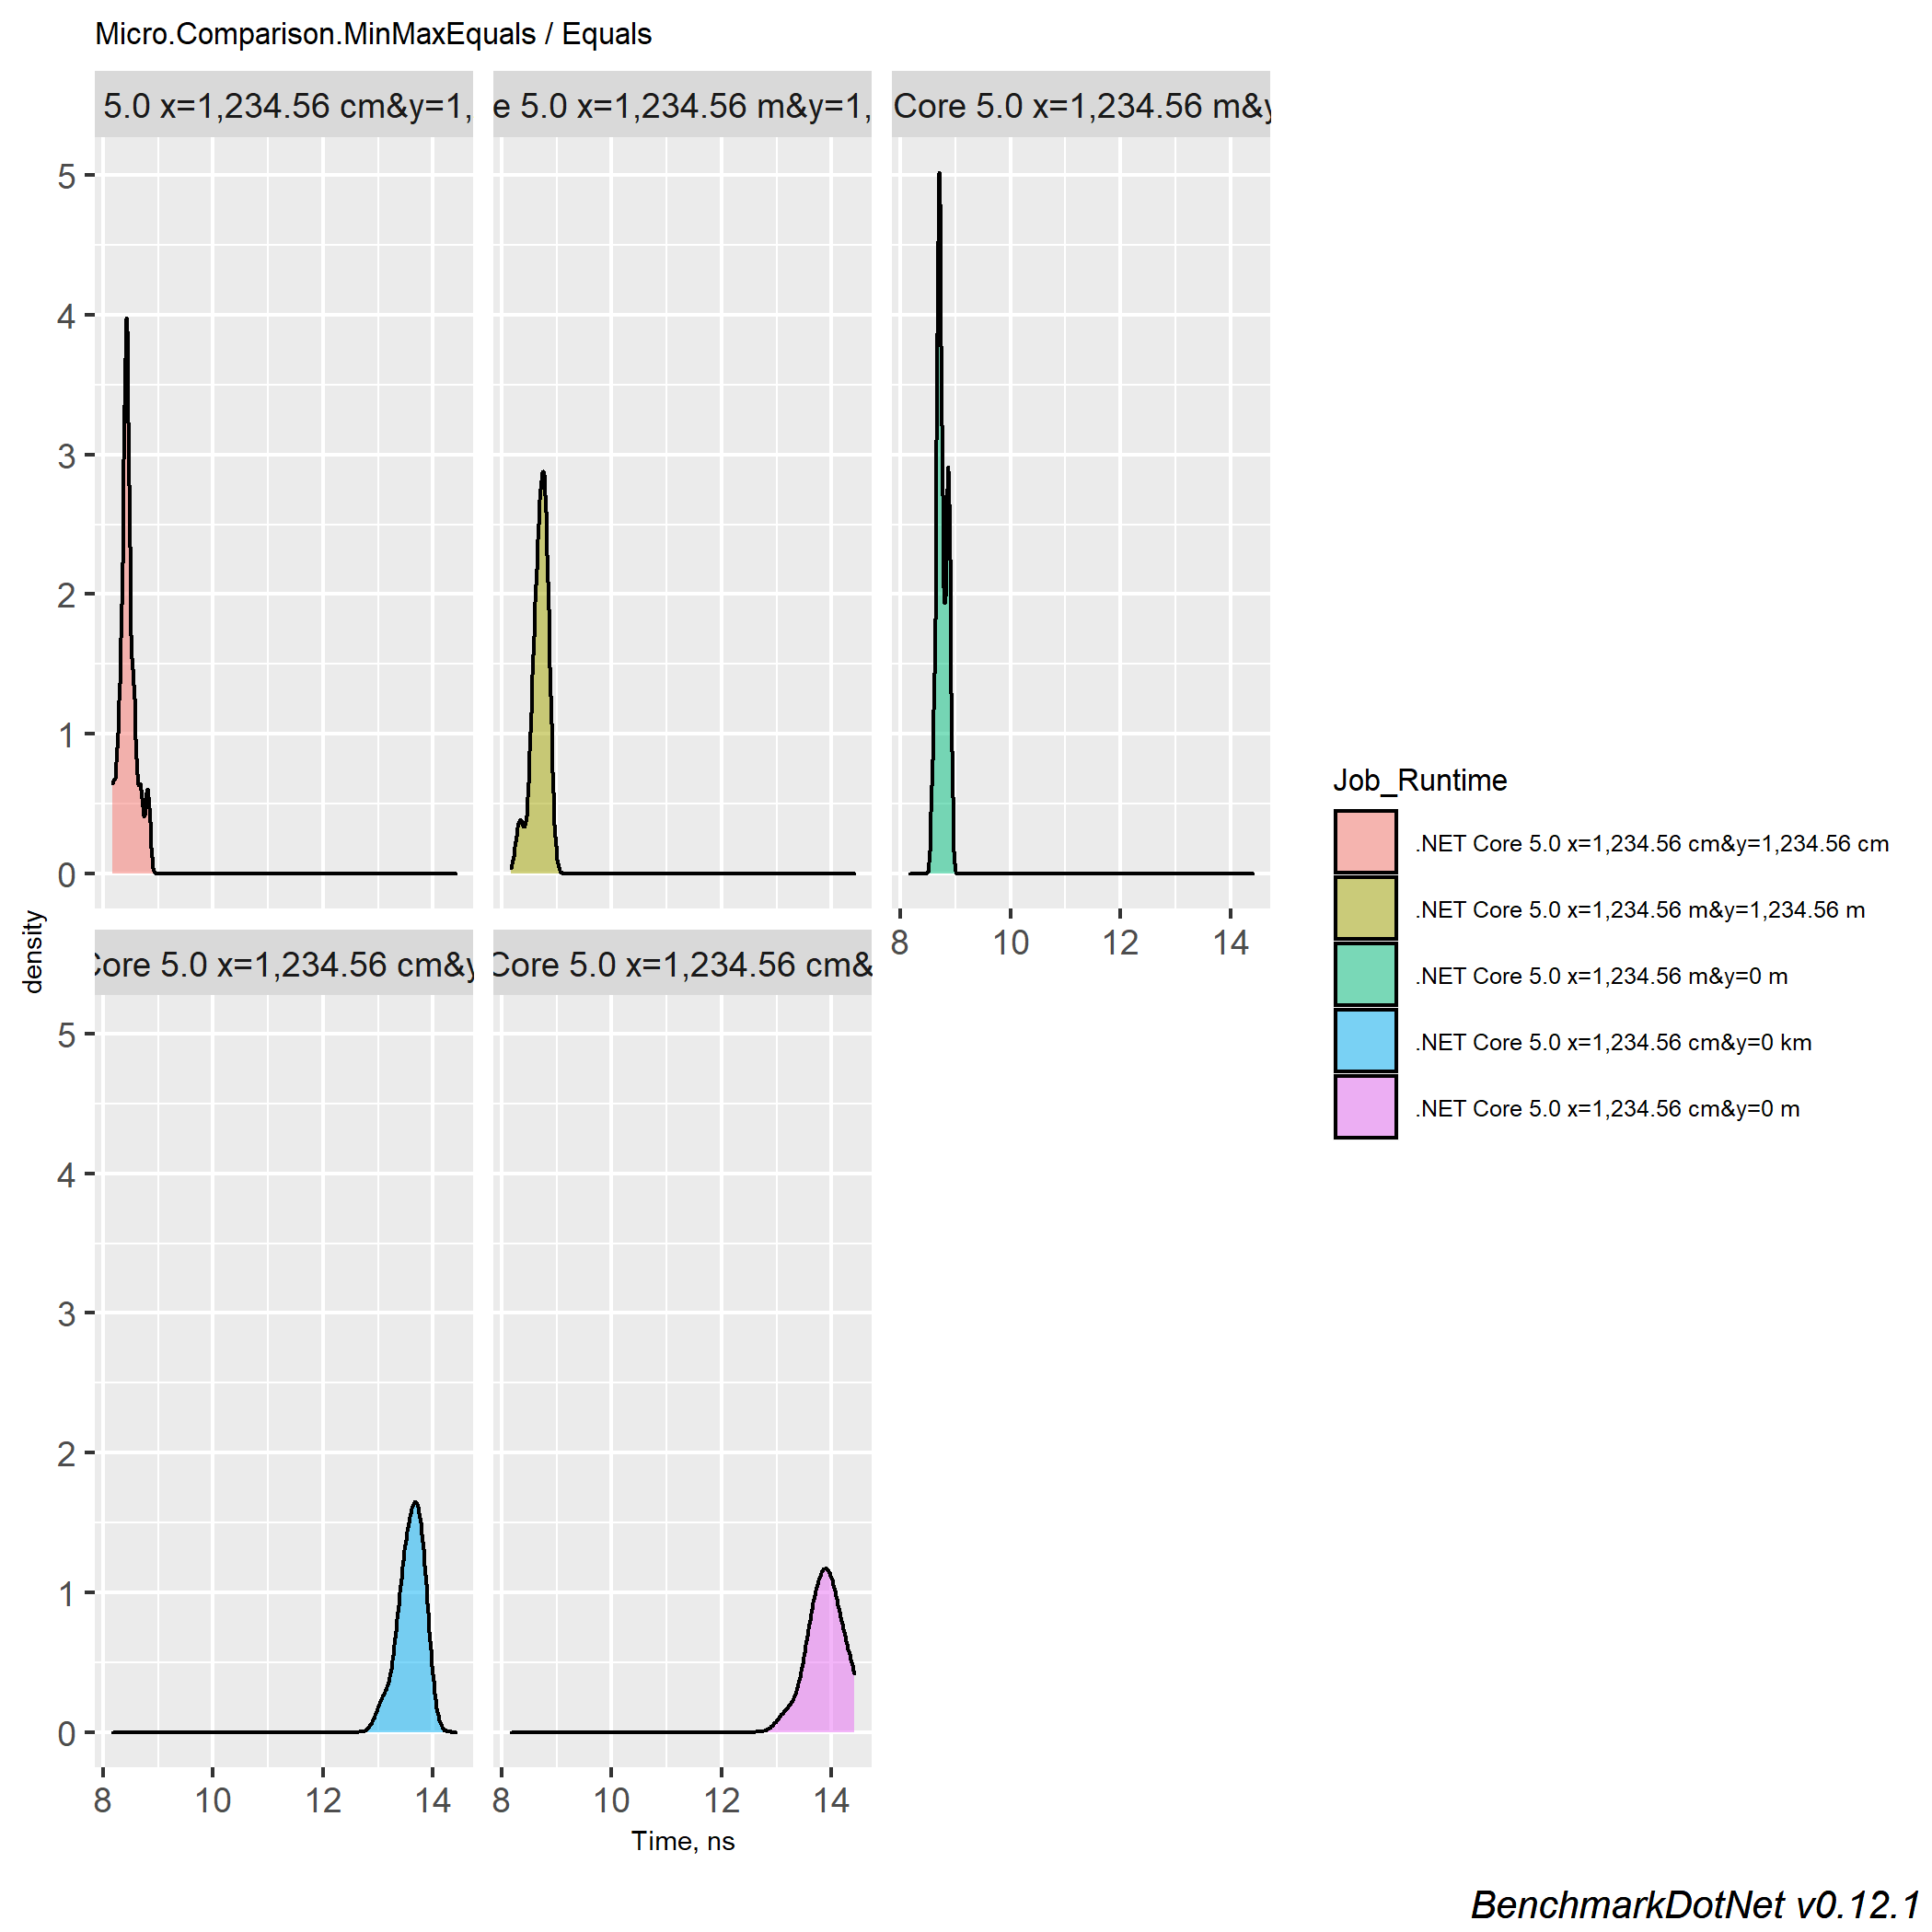 Micro.Comparison.MinMaxEquals / Equals
5.0 x=1,234.56 cm&y=1,
e 5.0 x=1,234.56 m&y=1,
Core 5.0 x=1,234.56 m&y
5
4
3
2
1
0
8
10
12
14
density
Core 5.0 x=1,234.56 cm&y
Core 5.0 x=1,234.56 cm&
5
4
3
2
1
0
8
10
12
14
8
10
12
14
Time, ns
Job_Runtime
.NET Core 5.0 x=1,234.56 cm&y=1,234.56 cm
.NET Core 5.0 x=1,234.56 m&y=1,234.56 m
.NET Core 5.0 x=1,234.56 m&y=0 m
.NET Core 5.0 x=1,234.56 cm&y=0 km
.NET Core 5.0 x=1,234.56 cm&y=0 m
BenchmarkDotNet v0.12.1